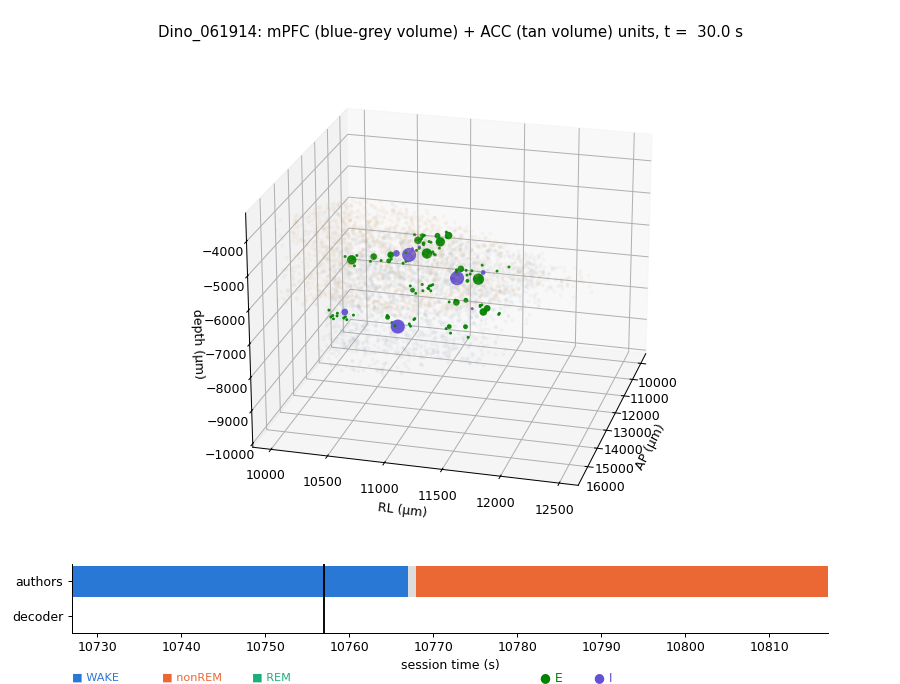 Dino_061914: mPFC (blue-grey volume) + ACC (tan volume) units, t =  30.0 s
−4000
−5000
−6000
−7000
−8000
−9000
−10000
depth (μm)
10000
10500
11000
11500
12000
12500
RL (μm)
10000
11000
12000
13000
14000
15000
16000
AP (μm)
authors
decoder
10730 10740 10750 10760 10770 10780 10790 10800 10810
session time (s)
WAKE nonREM REM E I